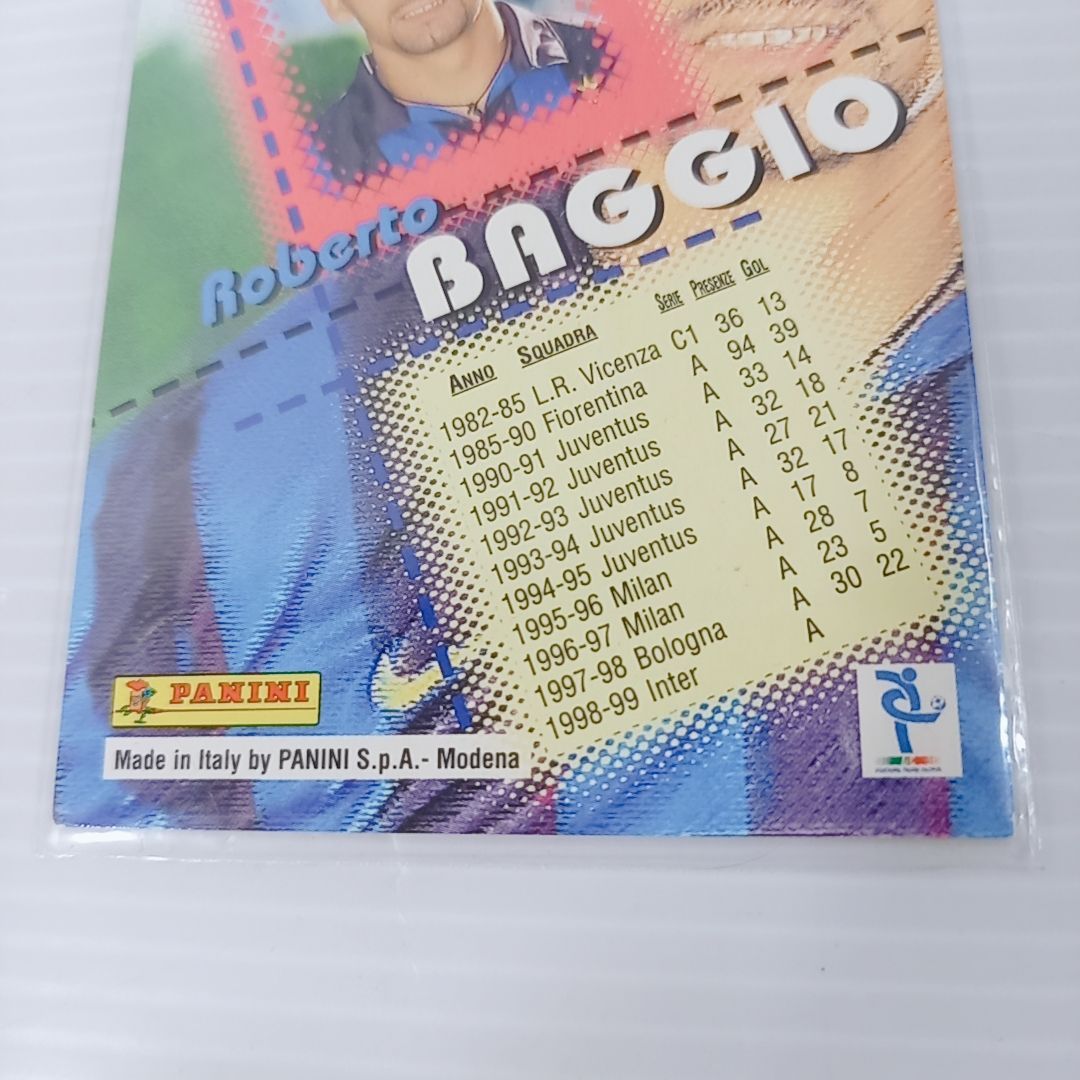 Roberto
BAGGIO
ANNO SQUADRA SERIE PRESENZE GOL
1982-85 L.R. Vicenza C1 36 13
1985-90 Fiorentina A 94 39
1990-91 Juventus A 33 14
1991-92 Juventus A 32 18
1992-93 Juventus A 27 21
1993-94 Juventus A 32 17
1994-95 Juventus A 17 8
1995-96 Milan A 28 7
1996-97 Milan A 23 5
1997-98 Bologna A 30 22
1998-99 Inter A
PANINI
Made in Italy by PANINI S.p.A.- Modena